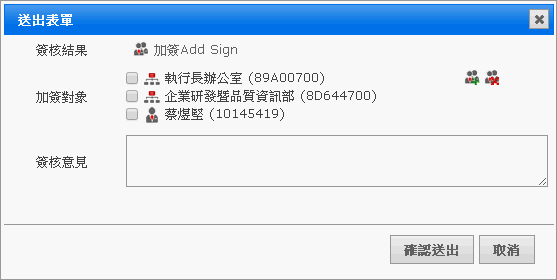 送出表單
簽核結果 加簽Add Sign
加簽對象
執行長辦公室 (89A00700)
企業研發暨品質資訊部 (8D644700)
蔡煜堅 (10145419)
簽核意見
確認送出 取消